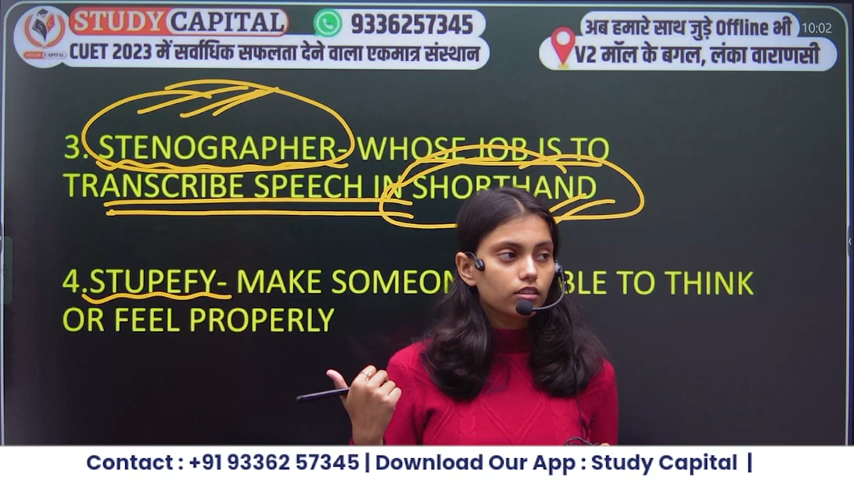 STUDY CAPITAL
9336257345
CUET 2023 में सर्वाधिक सफलता देने वाला एकमात्र संस्थान
अब हमारे साथ जुड़े Offline भी
10:02
V2 मॉल के बगल, लंका वाराणसी
3. STENOGRAPHER- WHOSE JOB IS TO
TRANSCRIBE SPEECH IN SHORTHAND
4.STUPEFY- MAKE SOMEON BLE TO THINK
OR FEEL PROPERLY
Contact : +91 93362 57345 | Download Our App : Study Capital |